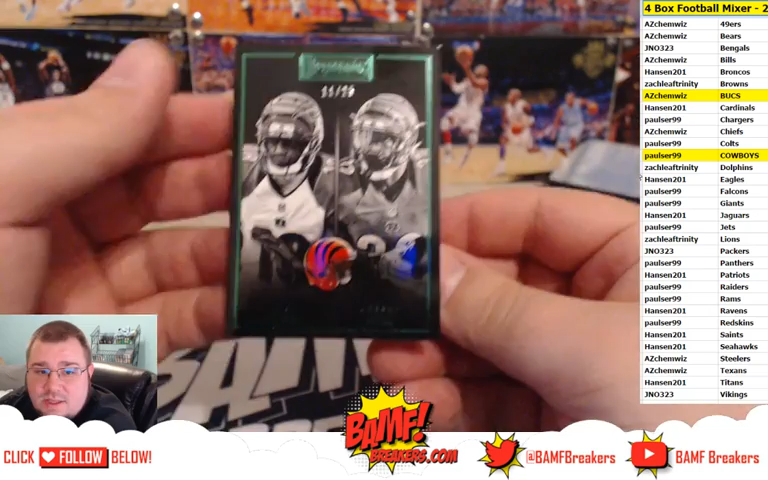 4 Box Football Mixer - 2
AZchemwiz 49ers
AZchemwiz Bears
JNO323 Bengals
AZchemwiz Bills
Hansen201 Broncos
zachleaftrinity Browns
AZchemwiz BUCS
Hansen201 Cardinals
paulser99 Chargers
AZchemwiz Chiefs
paulser99 Colts
paulser99 COWBOYS
zachleaftrinity Dolphins
Hansen201 Eagles
paulser99 Falcons
paulser99 Giants
Hansen201 Jaguars
paulser99 Jets
zachleaftrinity Lions
JNO323 Packers
paulser99 Panthers
Hansen201 Patriots
paulser99 Raiders
paulser99 Rams
Hansen201 Ravens
paulser99 Redskins
Hansen201 Saints
Hansen201 Seahawks
AZchemwiz Steelers
AZchemwiz Texans
Hansen201 Titans
JNO323 Vikings
CLICK FOLLOW BELOW!
BAMF!
BREAKERS.COM
@BAMFBreakers
BAMF Breakers